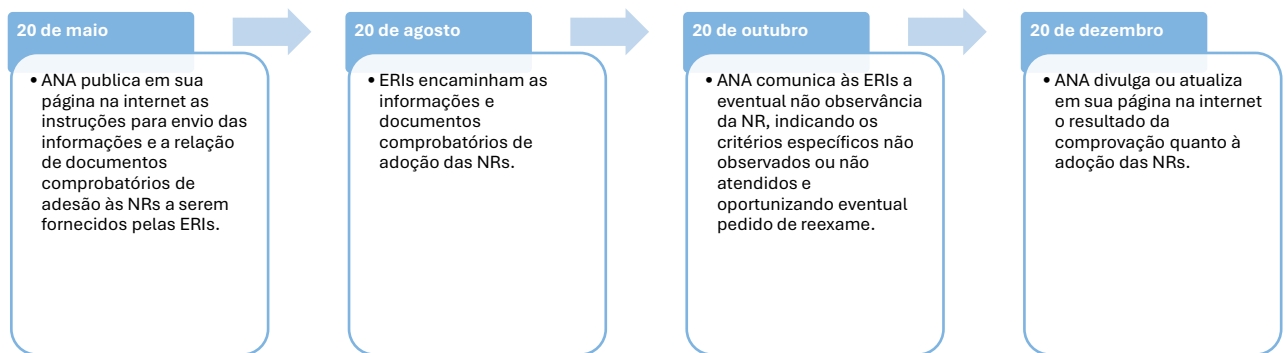 20 de maio
• ANA publica em sua
página na internet as
instruções para envio das
informações e a relação
de documentos
comprobatórios de
adesão às NRs a serem
fornecidos pelas ERIs.
20 de agosto
• ERIs encaminham as
informações e
documentos
comprobatórios de
adoção das NRs.
20 de outubro
• ANA comunica às ERIs a
eventual não observância
da NR, indicando os
critérios específicos não
observados ou não
atendidos e
oportunizando eventual
pedido de reexame.
20 de dezembro
• ANA divulga ou atualiza
em sua página na internet
o resultado da
comprovação quanto à
adoção das NRs.